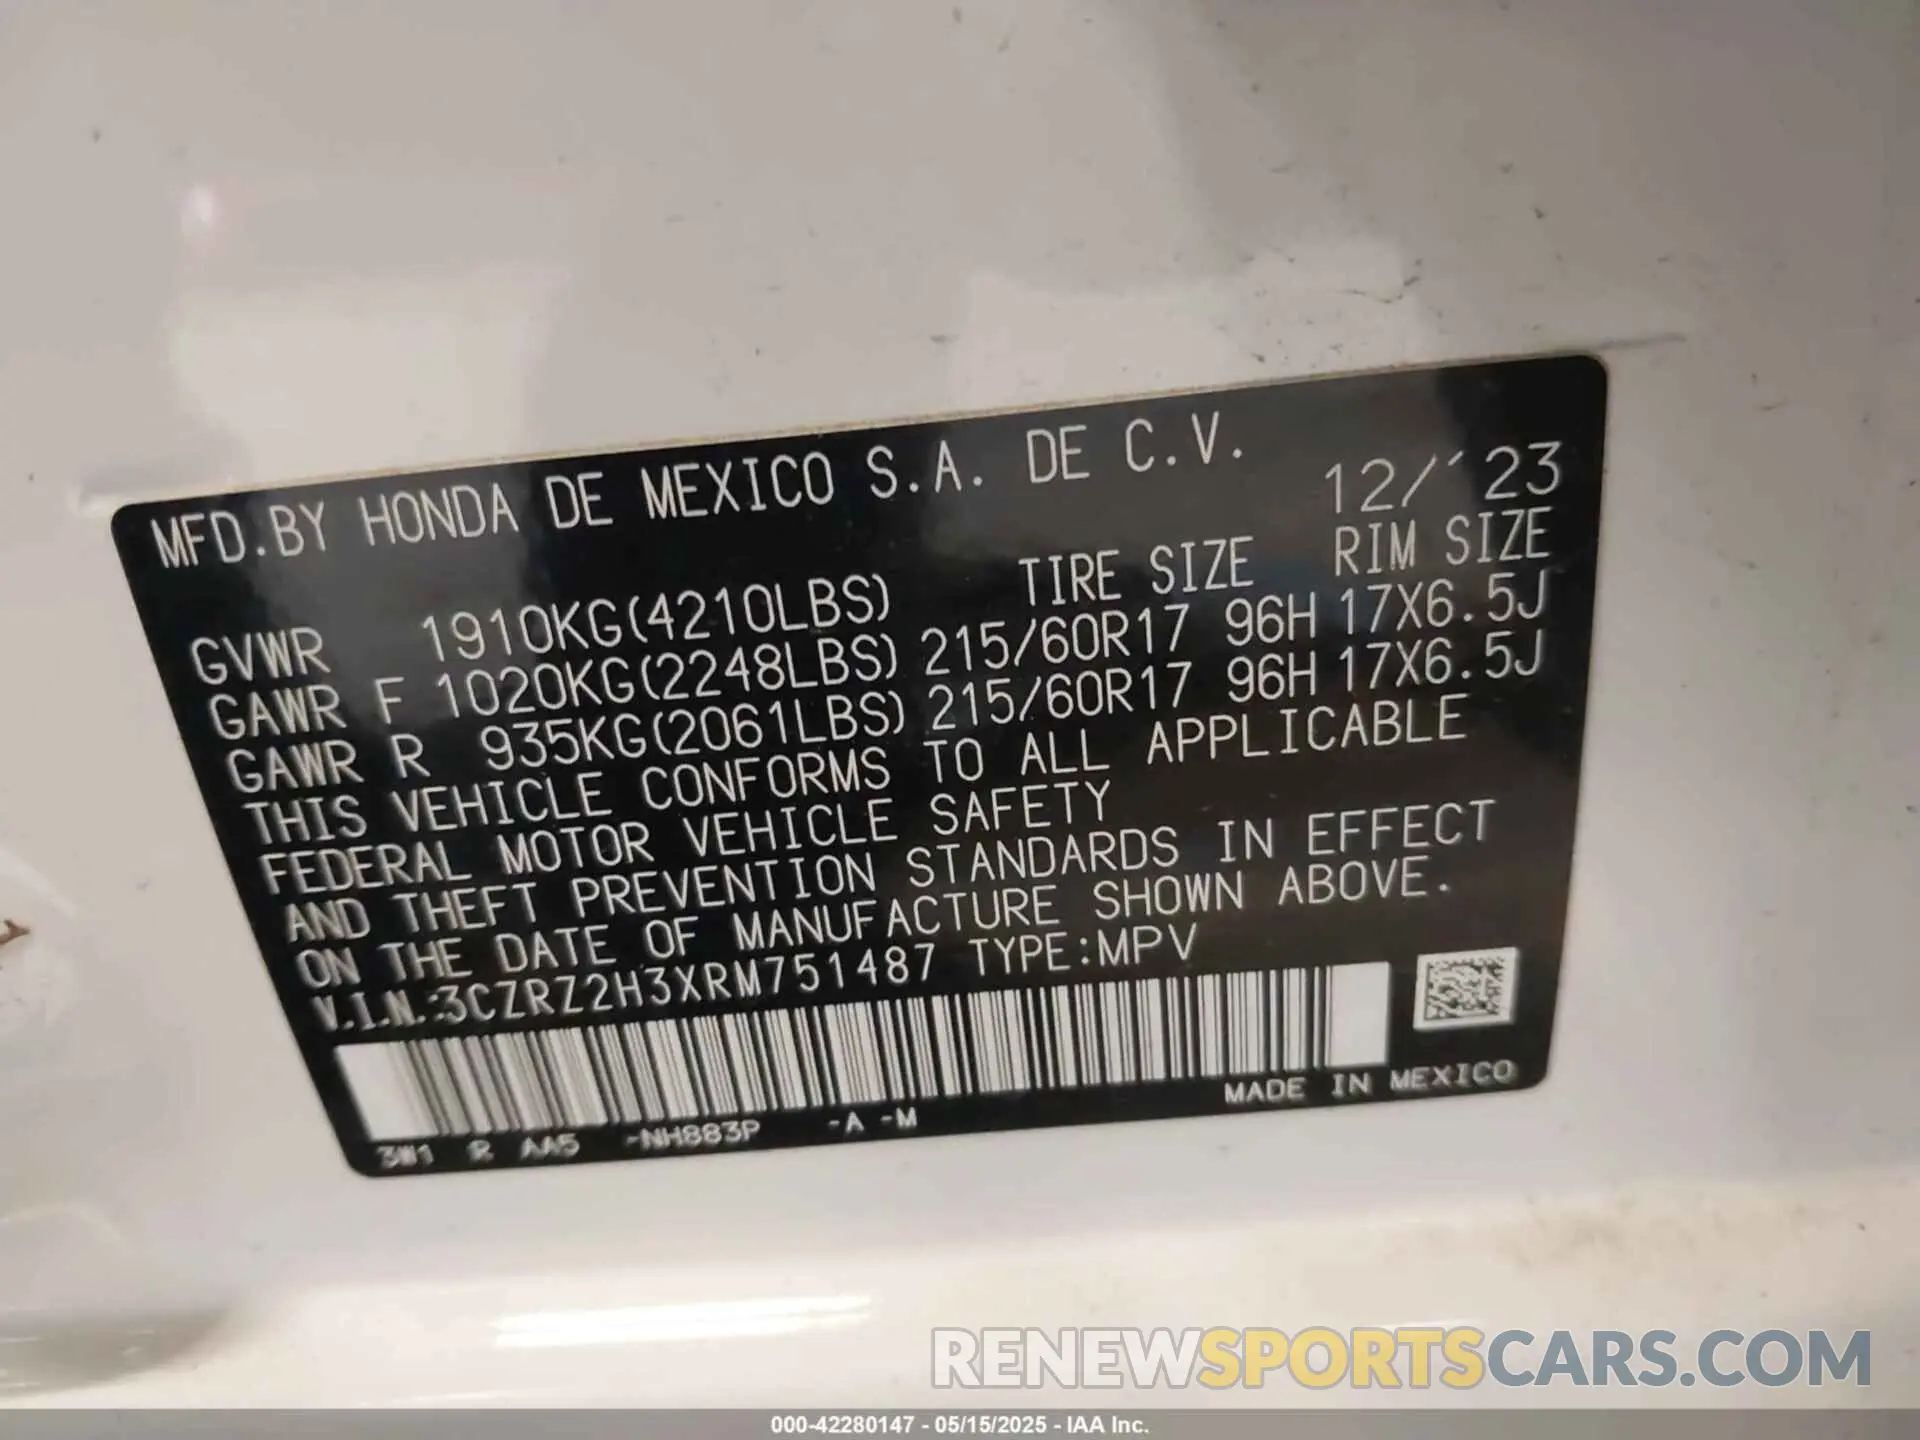 MFD.BY HONDA DE MEXICO S.A. DE C.V.
12/'23
TIRE SIZE RIM SIZE
GVWR 1910KG(4210LBS)
GAWR F 1020KG(2248LBS) 215/60R17 96H 17X6.5J
GAWR R 935KG(2061LBS) 215/60R17 96H 17X6.5J
THIS VEHICLE CONFORMS TO ALL APPLICABLE
FEDERAL MOTOR VEHICLE SAFETY
AND THEFT PREVENTION STANDARDS IN EFFECT
ON THE DATE OF MANUFACTURE SHOWN ABOVE.
V.I.N.:3CZRZ2H3XRM751487 TYPE:MPV
3W1 R AA5 -NH883P -A -M MADE IN MEXICO
RENEWSPORTSCARS.COM
000-42280147 - 05/15/2025 - IAA Inc.